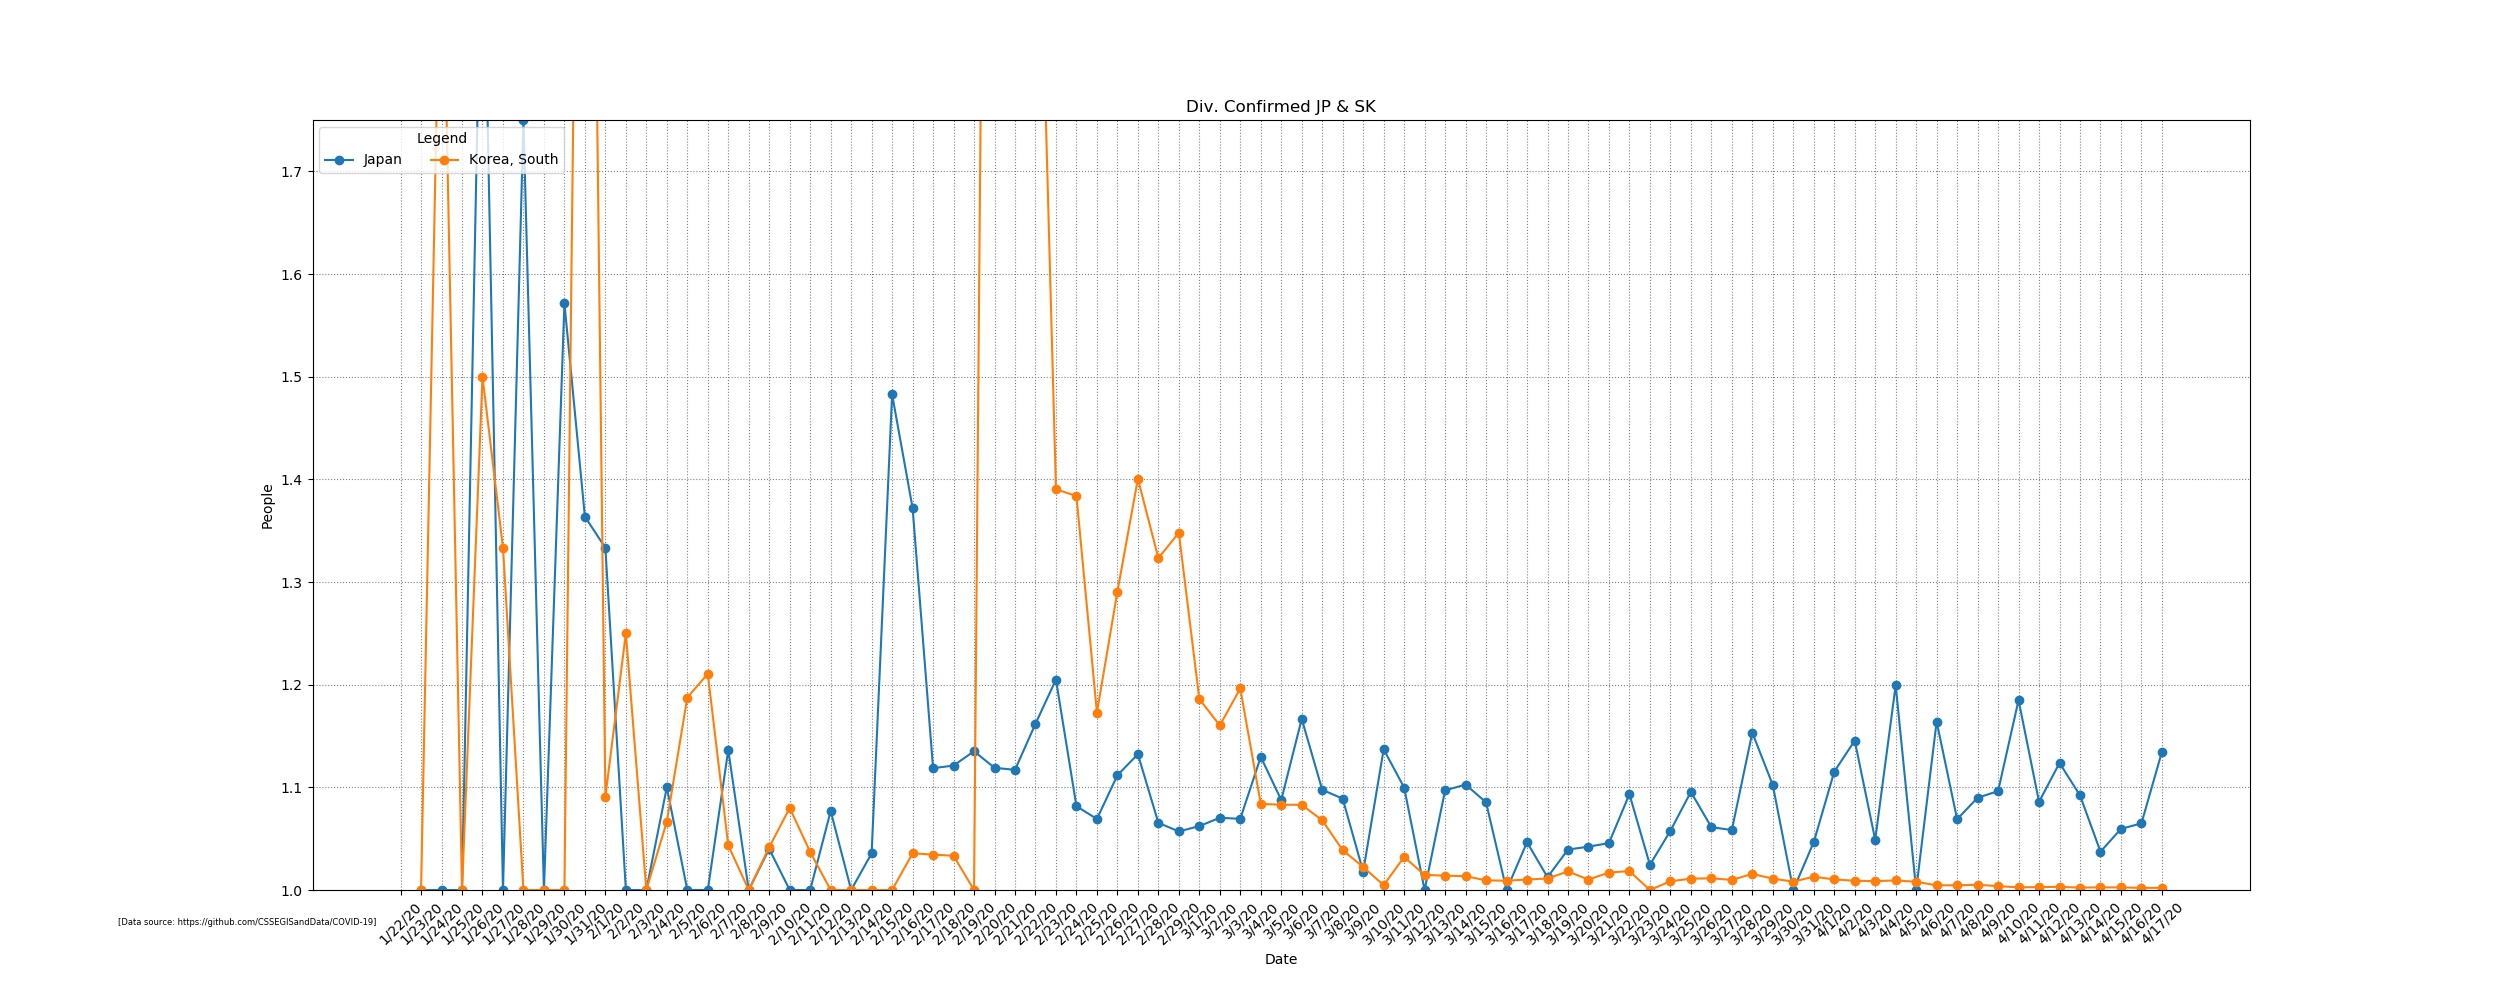 Div. Confirmed JP & SK
Legend
Japan Korea, South
1.7
1.6
1.5
1.4
1.3
1.2
1.1
1.0
People
1/22/20 1/23/20 1/24/20 1/25/20 1/26/20 1/27/20 1/28/20 1/29/20 1/30/20 1/31/20 2/1/20 2/2/20 2/3/20 2/4/20 2/5/20 2/6/20 2/7/20 2/8/20 2/9/20 2/10/20 2/11/20 2/12/20 2/13/20 2/14/20 2/15/20 2/16/20 2/17/20 2/18/20 2/19/20 2/20/20 2/21/20 2/22/20 2/23/20 2/24/20 2/25/20 2/26/20 2/27/20 2/28/20 2/29/20 3/1/20 3/2/20 3/3/20 3/4/20 3/5/20 3/6/20 3/7/20 3/8/20 3/9/20 3/10/20 3/11/20 3/12/20 3/13/20 3/14/20 3/15/20 3/16/20 3/17/20 3/18/20 3/19/20 3/20/20 3/21/20 3/22/20 3/23/20 3/24/20 3/25/20 3/26/20 3/27/20 3/28/20 3/29/20 3/30/20 3/31/20 4/1/20 4/2/20 4/3/20 4/4/20 4/5/20 4/6/20 4/7/20 4/8/20 4/9/20 4/10/20 4/11/20 4/12/20 4/13/20 4/14/20 4/15/20 4/16/20 4/17/20
[Data source: https://github.com/CSSEGISandData/COVID-19]
Date